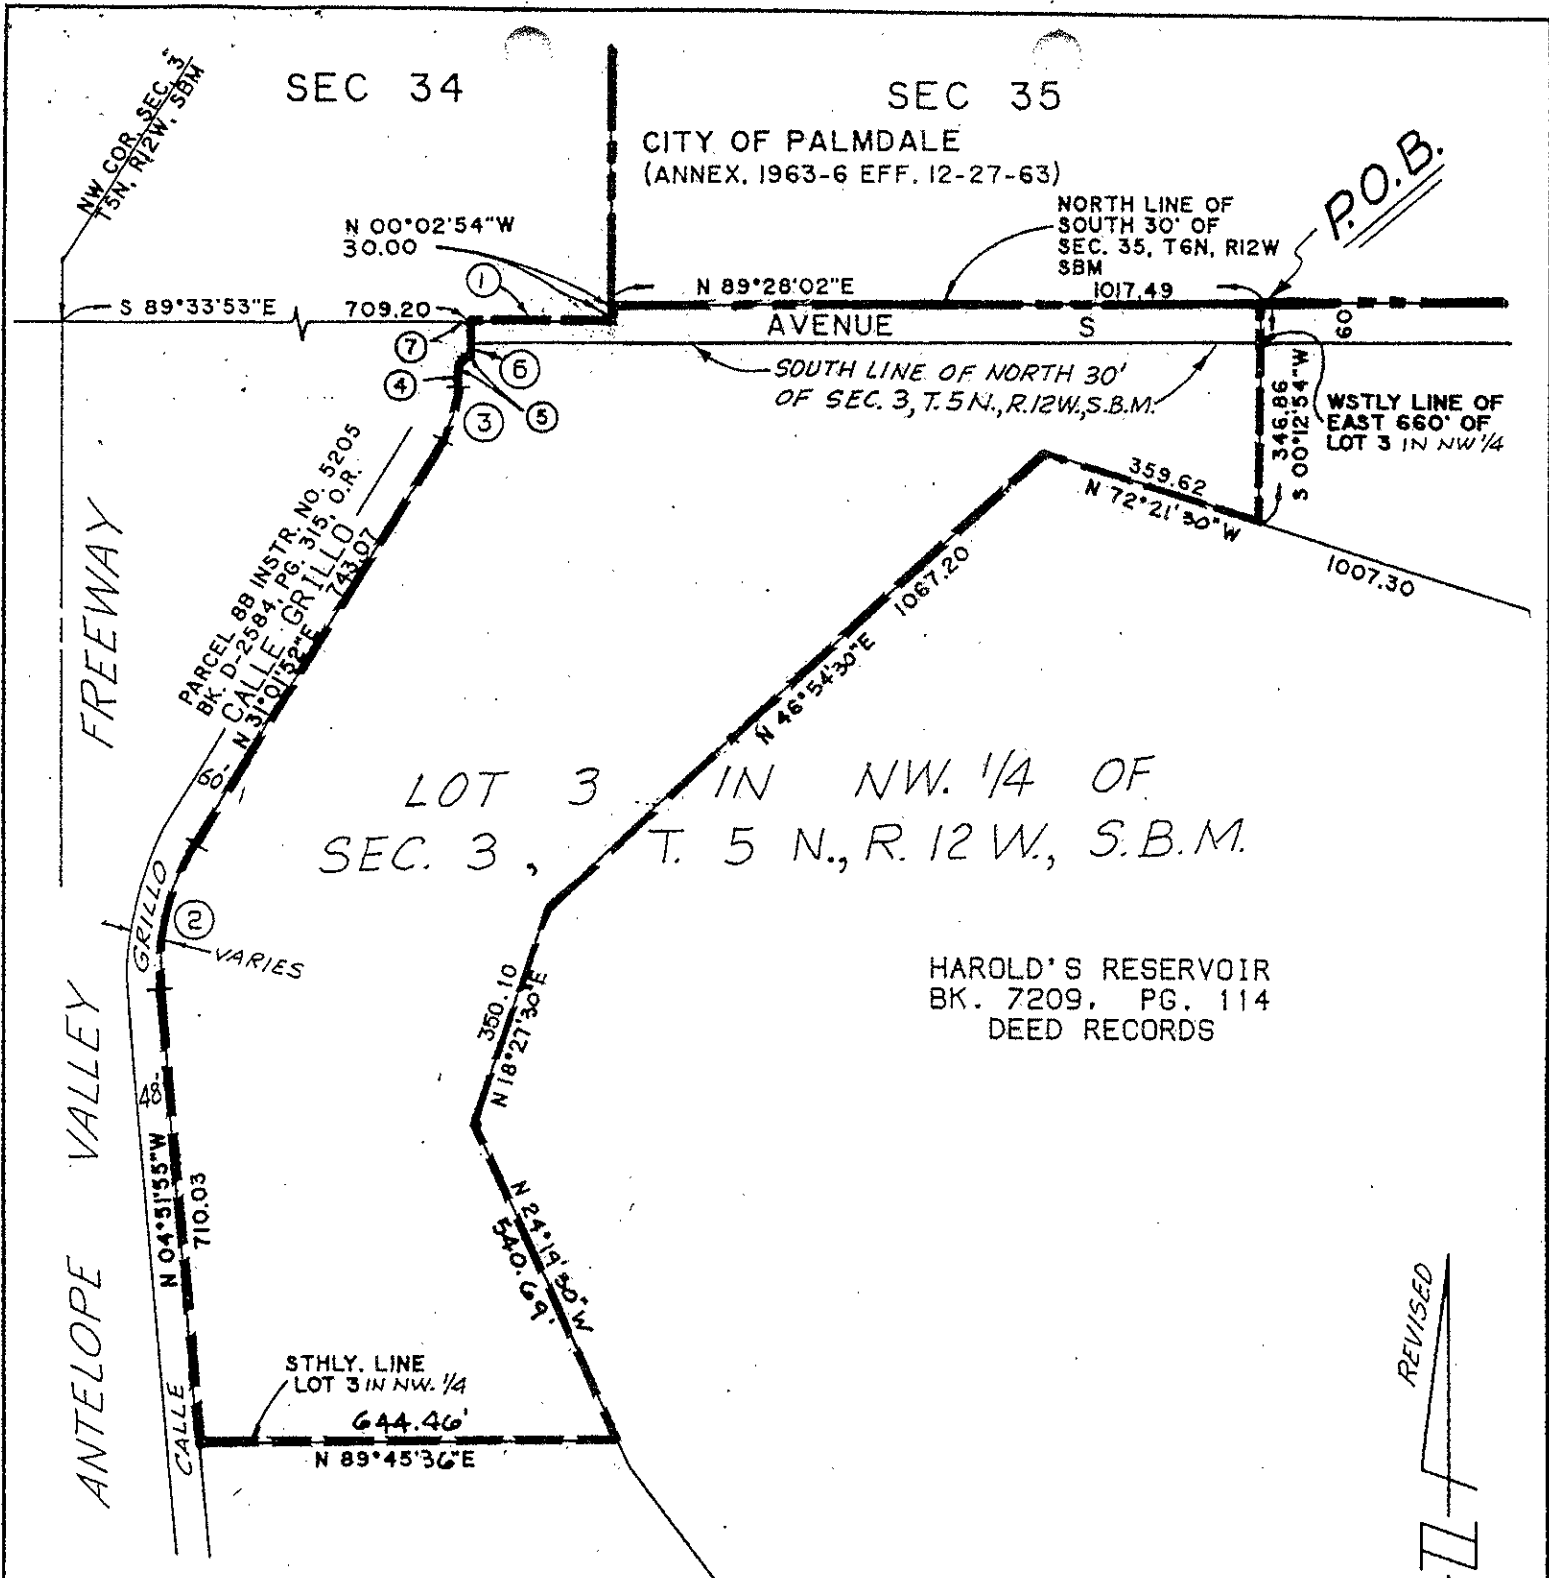 SEC 34
SEC 35
NW COR. SEC. 3
T5N, R12W, SBM
CITY OF PALMDALE
(ANNEX. 1963-6 EFF. 12-27-63)
P.O.B.
N 00°02'54"W
30.00
NORTH LINE OF
SOUTH 30' OF
SEC. 35, T6N, R12W
SBM
1
N 89°28'02"E
1017.49
S 89°33'53"E
709.20
AVENUE S
60
7
6
4
5
3
SOUTH LINE OF NORTH 30'
OF SEC. 3, T. 5 N., R. 12 W., S.B.M.
346.86
S 00°12'54"W
WSTLY LINE OF
EAST 660' OF
LOT 3 IN NW 1/4
359.62
N 72°21'30"W
1007.30
PARCEL 8B INSTR. NO. 5205
BK. D-2584, PG. 315, O.R.
CALLE GRILLO
N 31°01'52"E
743.07
60'
1067.20
N 46°54'30"E
FREEWAY
LOT 3 IN NW. 1/4 OF
SEC. 3, T. 5 N., R. 12 W., S.B.M.
GRILLO
2
VARIES
HAROLD'S RESERVOIR
BK. 7209, PG. 114
DEED RECORDS
350.10
N 18°27'30"E
VALLEY
48'
N 04°51'55"W
710.03
N 24°19'30"W
540.69'
ANTELOPE
STHLY. LINE
LOT 3 IN NW. 1/4
644.46'
N 89°45'36"E
CALLE
REVISED